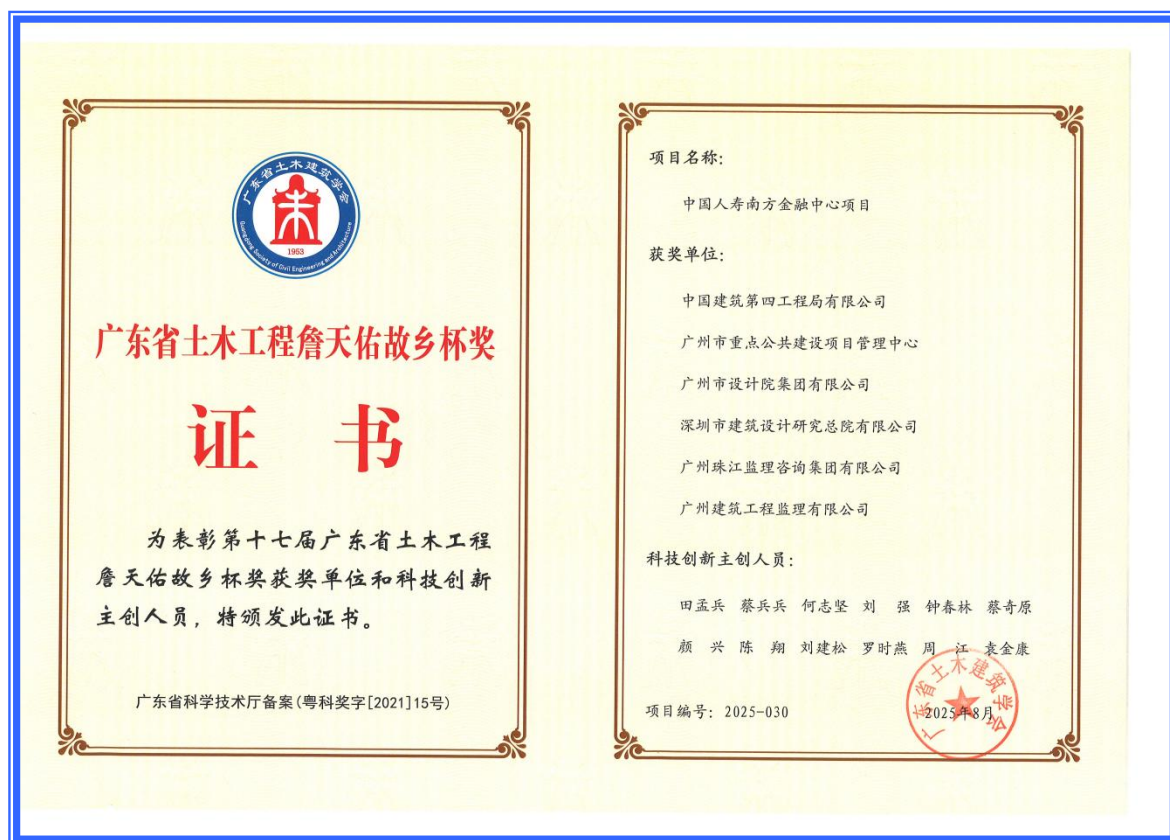 广东省土木建筑学会
1953
Guangdong Society of Civil Engineering and Architecture
广东省土木工程詹天佑故乡杯奖
证 书
为表彰第十七届广东省土木工程
詹天佑故乡杯奖获奖单位和科技创新
主创人员，特颁发此证书。
广东省科学技术厅备案(粤科奖字[2021]15号)
项目名称：
中国人寿南方金融中心项目
获奖单位：
中国建筑第四工程局有限公司
广州市重点公共建设项目管理中心
广州市设计院集团有限公司
深圳市建筑设计研究总院有限公司
广州珠江监理咨询集团有限公司
广州建筑工程监理有限公司
科技创新主创人员：
田孟兵 蔡兵兵 何志坚 刘 强 钟春林 蔡奇原
颜 兴 陈 翔 刘建松 罗时燕 周 江 袁金康
项目编号：2025-030
2025年8月
广东省土木建筑学会